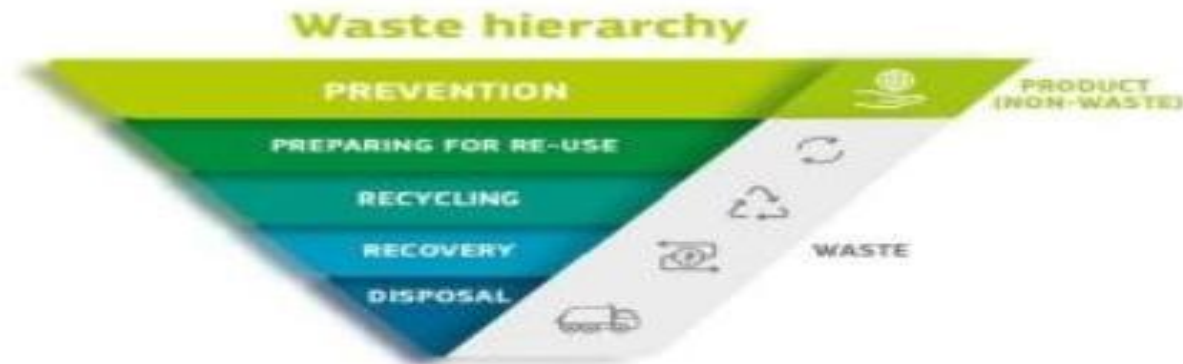 Waste hierarchy
PREVENTION
PRODUCT
(NON-WASTE)
PREPARING FOR RE-USE
RECYCLING
RECOVERY
WASTE
DISPOSAL